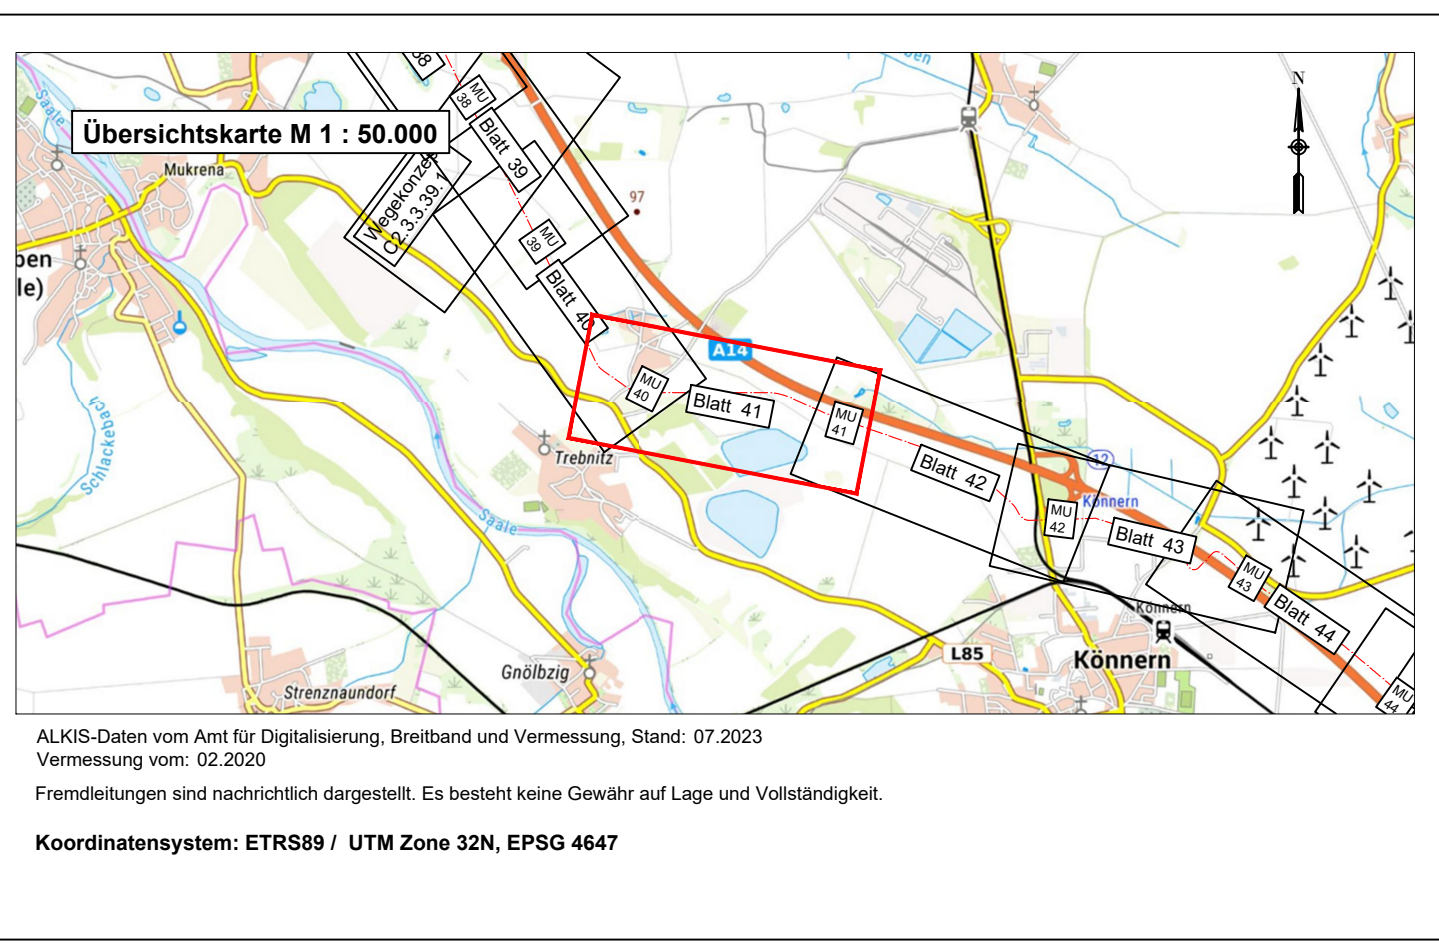 Übersichtskarte M 1 : 50.000
N
Saale
Mukrena
38
MU
38
Blatt 39
Wegekonzep
C2.3.3.39.1
97
MU
39
Blatt 40
ben
le)
A14
MU
40
Blatt 41
MU
41
Blatt 42
12
Könnern
MU
42
Blatt 43
MU
43
Blatt 44
MU
44
Schlackebach
Trebnitz
Saale
Könnern
L85
Könnern
Gnölbzig
Strenznaundorf
ALKIS-Daten vom Amt für Digitalisierung, Breitband und Vermessung, Stand: 07.2023
Vermessung vom: 02.2020
Fremdleitungen sind nachrichtlich dargestellt. Es besteht keine Gewähr auf Lage und Vollständigkeit.
Koordinatensystem: ETRS89 / UTM Zone 32N, EPSG 4647